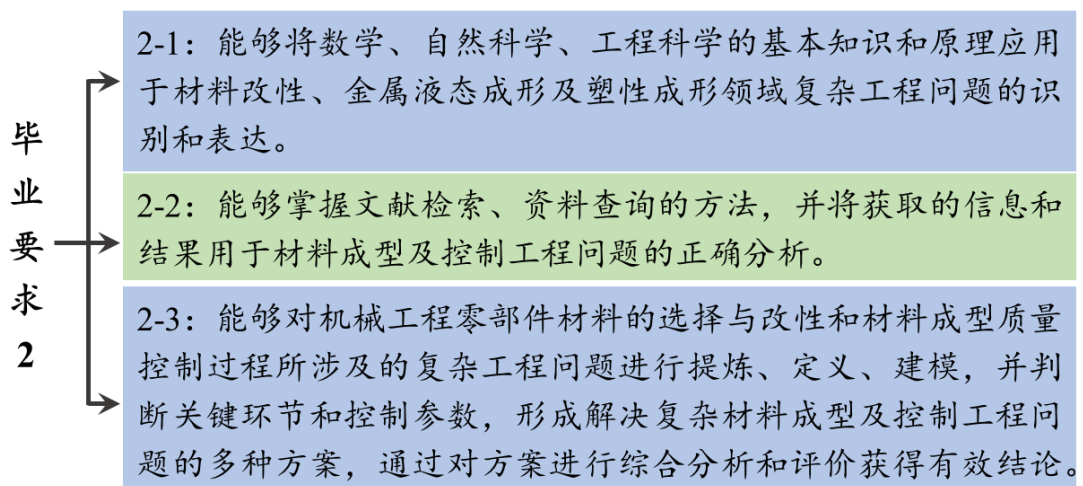 毕业要求2
2-1：能够将数学、自然科学、工程科学的基本知识和原理应用
于材料改性、金属液态成形及塑性成形领域复杂工程问题的识
别和表达。
2-2：能够掌握文献检索、资料查询的方法，并将获取的信息和
结果用于材料成型及控制工程问题的正确分析。
2-3：能够对机械工程零部件材料的选择与改性和材料成型质量
控制过程所涉及的复杂工程问题进行提炼、定义、建模，并判
断关键环节和控制参数，形成解决复杂材料成型及控制工程问
题的多种方案，通过对方案进行综合分析和评价获得有效结论。